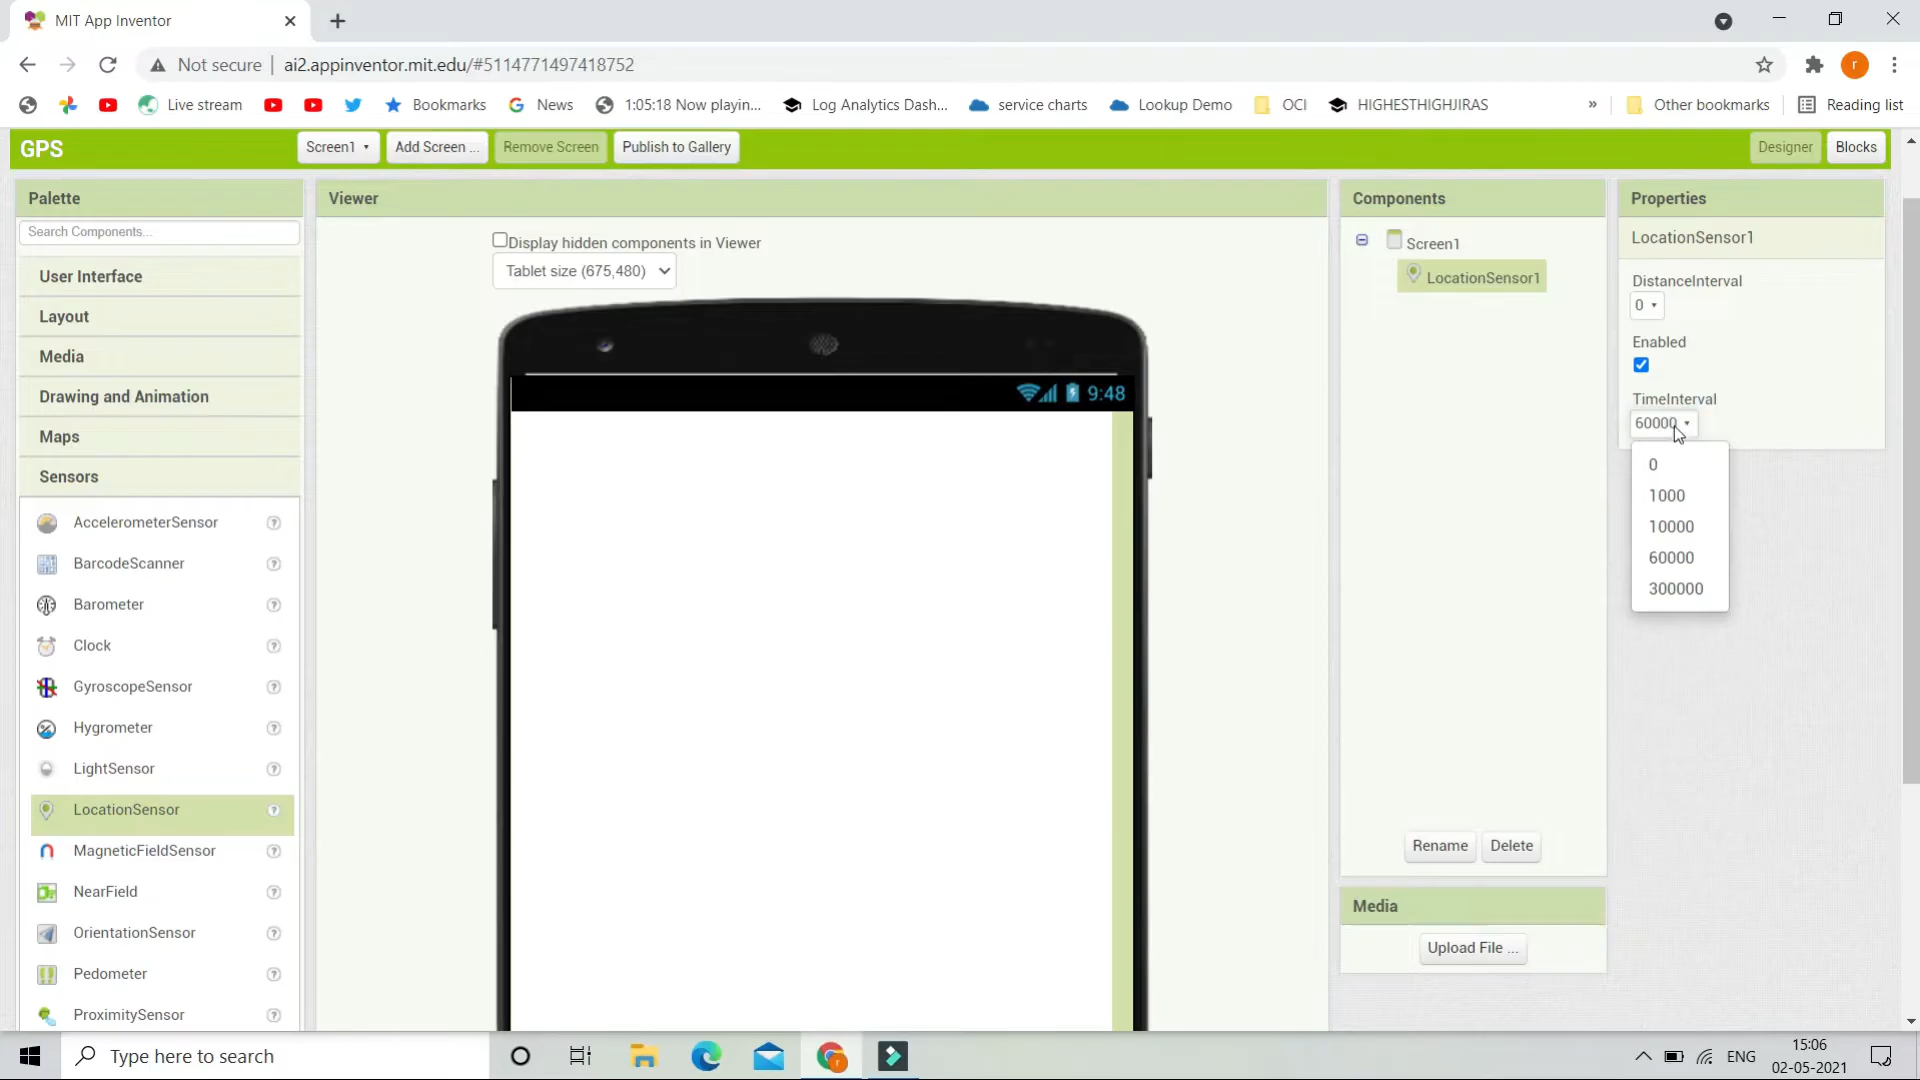 MIT App Inventor
Not secure
ai2.appinventor.mit.edu/#5114771497418752
Live stream
Bookmarks
News
1:05:18 Now playin...
Log Analytics Dash...
service charts
Lookup Demo
OCI
HIGHESTHIGHJIRAS
»
Other bookmarks
Reading list
GPS
Screen1
Add Screen ...
Remove Screen
Publish to Gallery
Designer
Blocks
Palette
Search Components...
User Interface
Layout
Media
Drawing and Animation
Maps
Sensors
AccelerometerSensor
BarcodeScanner
Barometer
Clock
GyroscopeSensor
Hygrometer
LightSensor
LocationSensor
MagneticFieldSensor
NearField
OrientationSensor
Pedometer
ProximitySensor
Viewer
Display hidden components in Viewer
Tablet size (675,480)
9:48
Components
Screen1
LocationSensor1
Rename
Delete
Media
Upload File ...
Properties
LocationSensor1
DistanceInterval
0
Enabled
TimeInterval
60000
0
1000
10000
60000
300000
Type here to search
ENG
15:06
02-05-2021